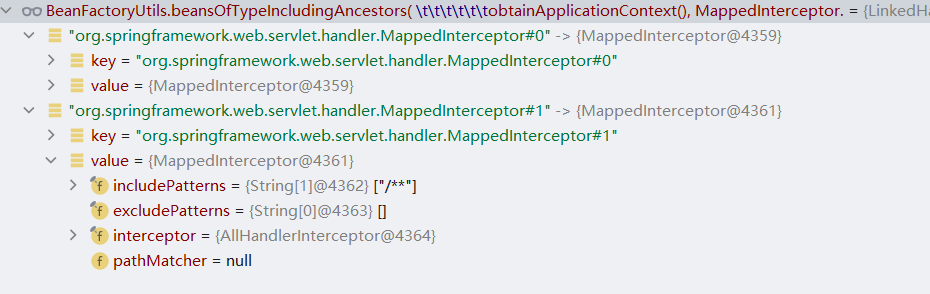 BeanFactoryUtils.beansOfTypeIncludingAncestors( \t\t\t\t\t\tobtainApplicationContext(), MappedInterceptor. = {LinkedHa
"org.springframework.web.servlet.handler.MappedInterceptor#0" -> {MappedInterceptor@4359}
key = "org.springframework.web.servlet.handler.MappedInterceptor#0"
value = {MappedInterceptor@4359}
"org.springframework.web.servlet.handler.MappedInterceptor#1" -> {MappedInterceptor@4361}
key = "org.springframework.web.servlet.handler.MappedInterceptor#1"
value = {MappedInterceptor@4361}
f includePatterns = {String[1]@4362} ["/**"]
f excludePatterns = {String[0]@4363} []
f interceptor = {AllHandlerInterceptor@4364}
f pathMatcher = null